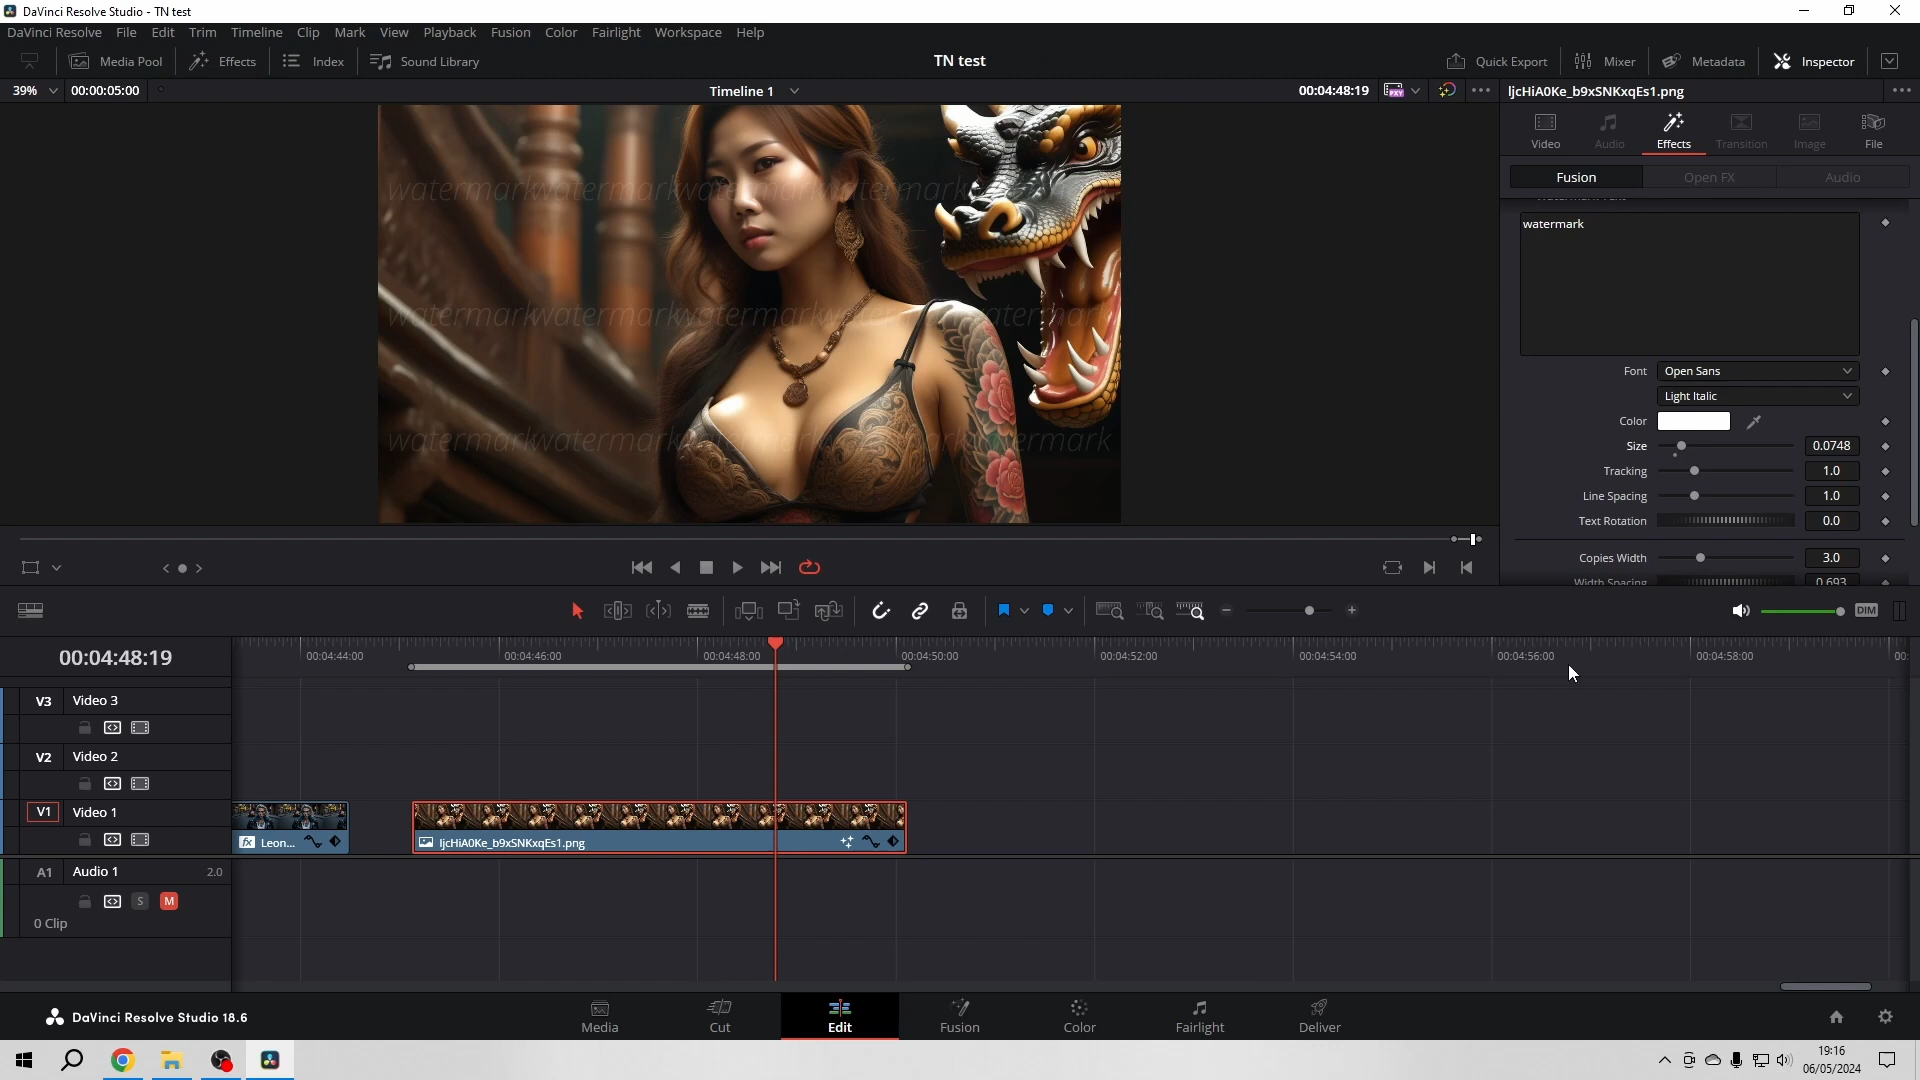 DaVinci Resolve Studio - TN test
DaVinci Resolve File Edit Trim Timeline Clip Mark View Playback Fusion Color Fairlight Workspace Help
Media Pool Effects Index Sound Library TN test Quick Export Mixer Metadata Inspector
39% 00:00:05:00 Timeline 1 00:04:48:19 PXY ljcHiA0Ke_b9xSNKxqEs1.png
Video Audio Effects Transition Image File
Fusion Open FX Audio
watermark
watermarkwatermarkwatermarkwatermark
watermarkwatermarkwatermarkwatermark
watermarkwatermarkwatermarkwatermark
Font Open Sans
Light Italic
Color
Size 0.0748
Tracking 1.0
Line Spacing 1.0
Text Rotation 0.0
Copies Width 3.0
Width Spacing 0.693
DIM
00:04:48:19
00:04:44:00 00:04:46:00 00:04:48:00 00:04:50:00 00:04:52:00 00:04:54:00 00:04:56:00 00:04:58:00 00:
V3 Video 3
V2 Video 2
V1 Video 1
fx Leon... ljcHiA0Ke_b9xSNKxqEs1.png
A1 Audio 1 2.0
S M
0 Clip
DaVinci Resolve Studio 18.6
Media Cut Edit Fusion Color Fairlight Deliver
19:16
06/05/2024